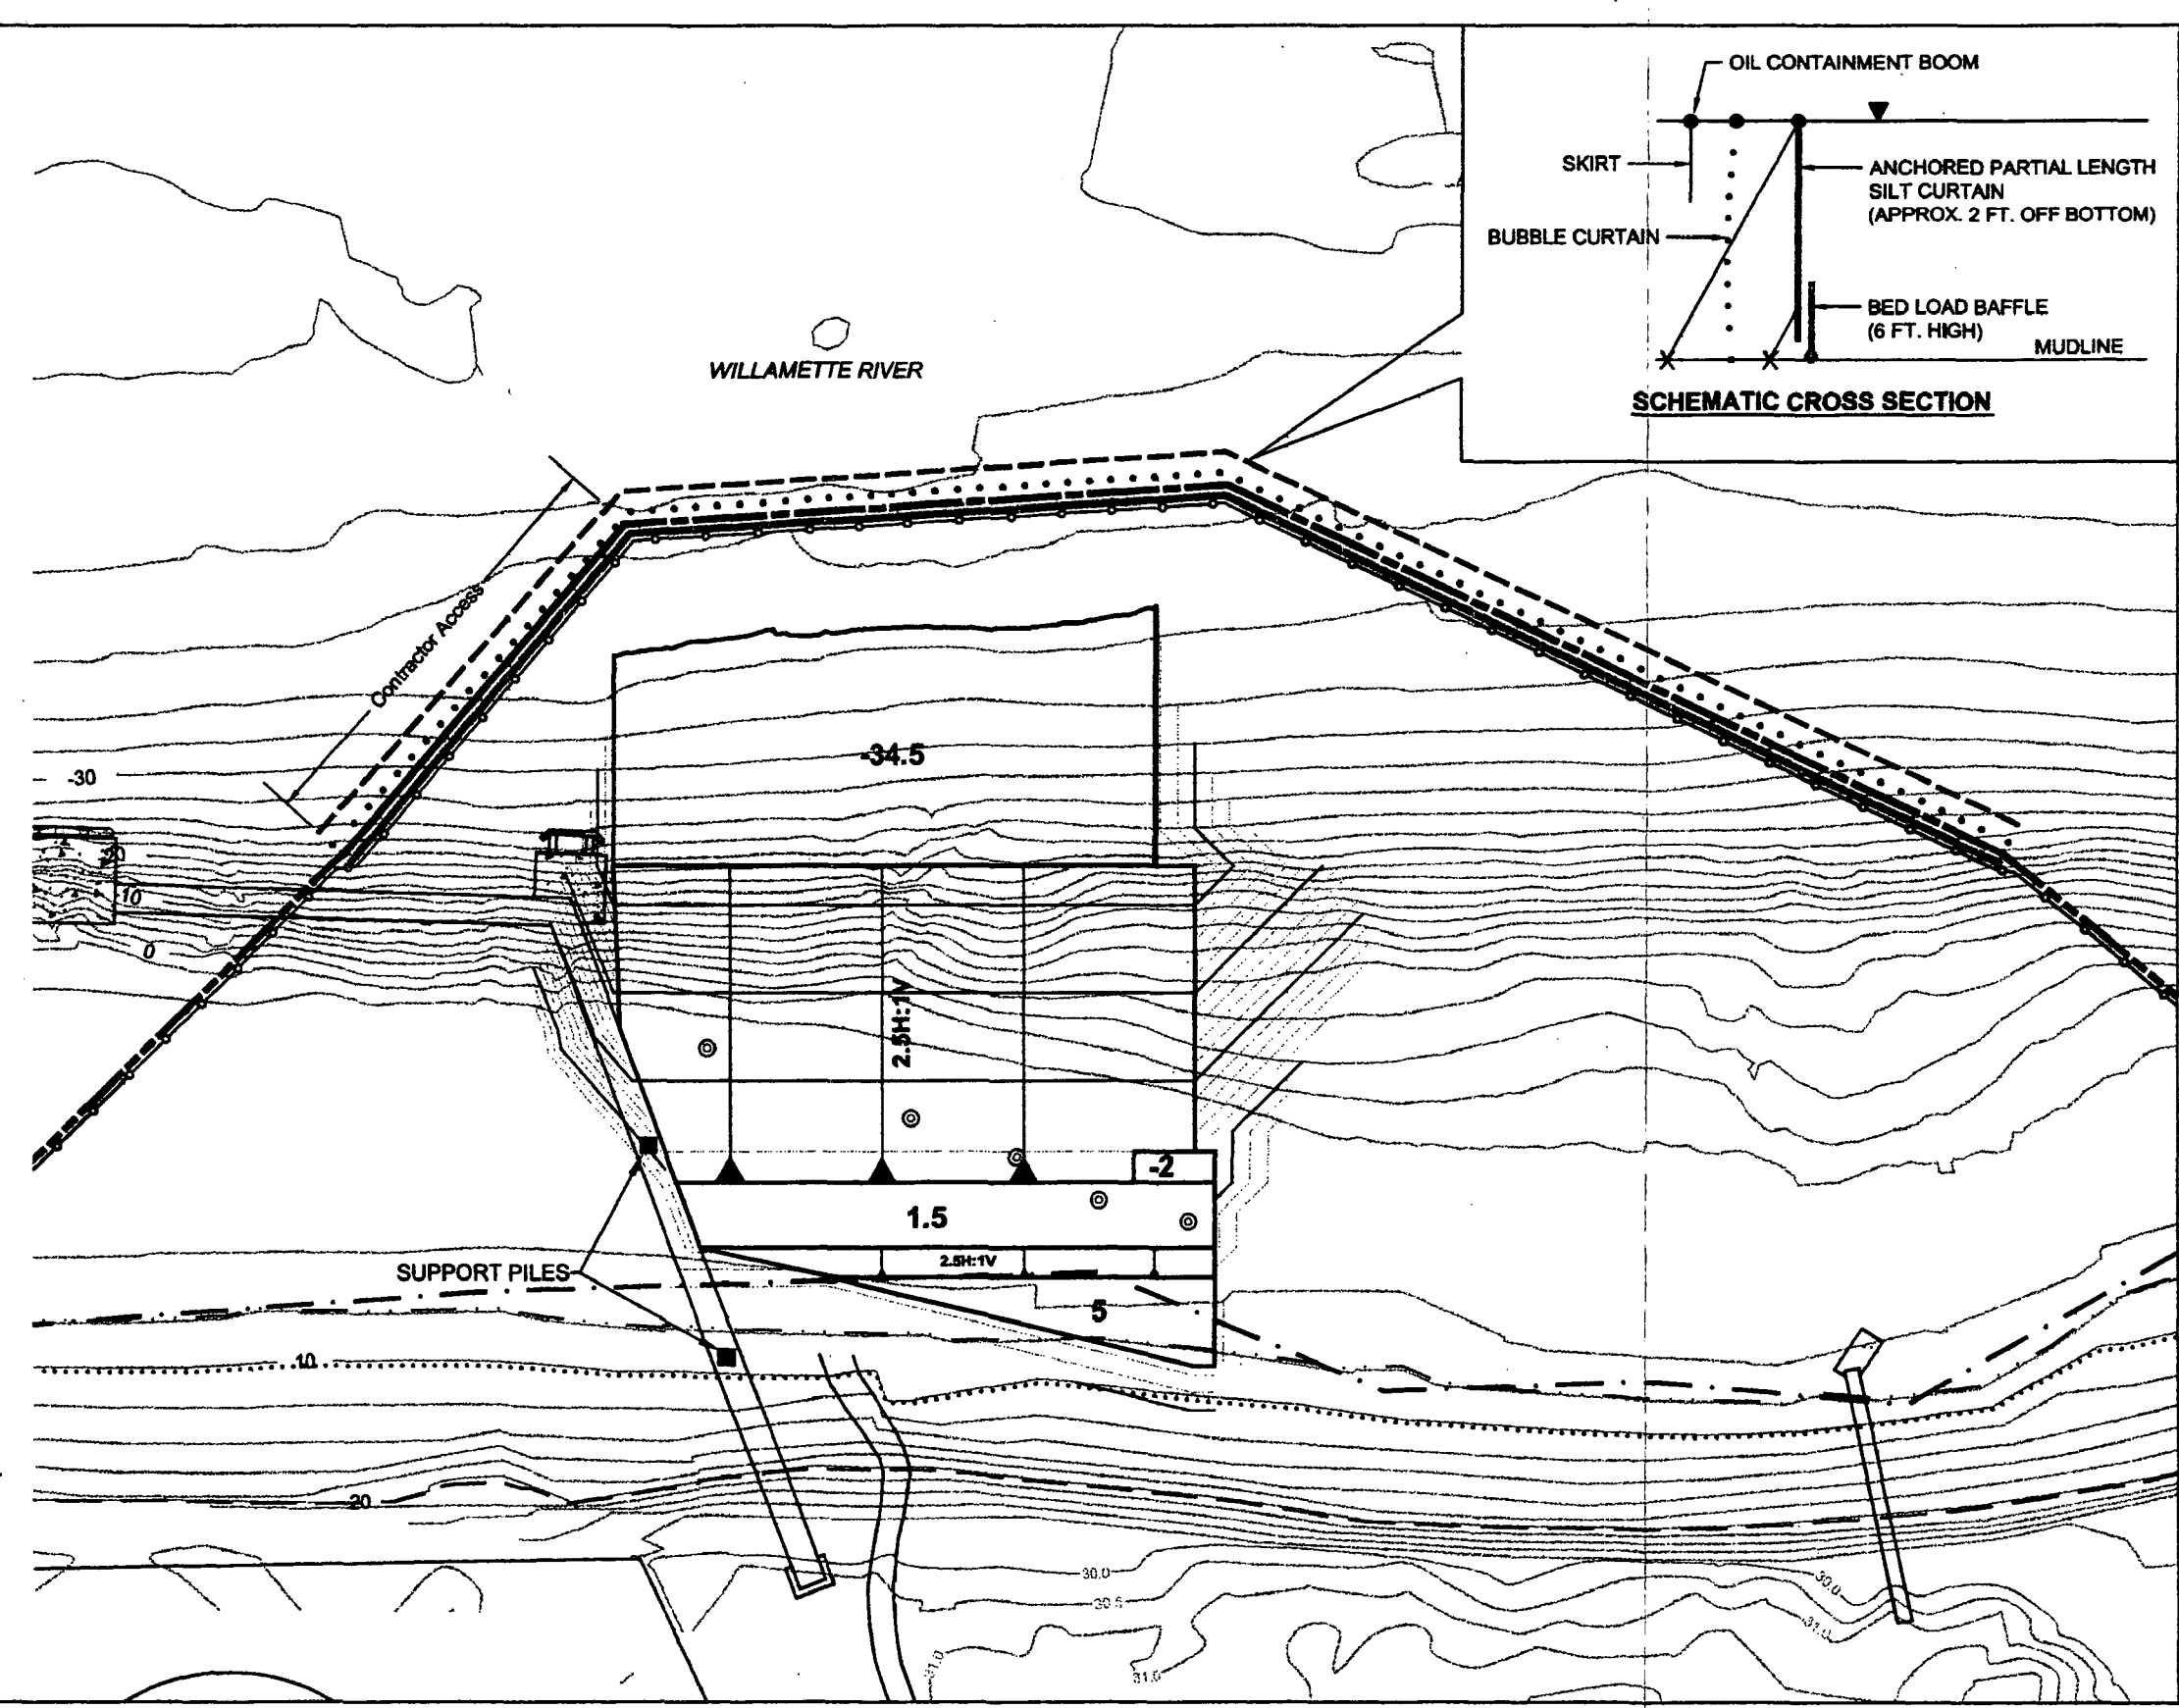 OIL CONTAINMENT BOOM
SKIRT
ANCHORED PARTIAL LENGTH
SILT CURTAIN
(APPROX. 2 FT. OFF BOTTOM)
BUBBLE CURTAIN
BED LOAD BAFFLE
(6 FT. HIGH)
MUDLINE
SCHEMATIC CROSS SECTION
WILLAMETTE RIVER
Contractor Access
-34.5
-30
10
0
2.5H:1V
-2
1.5
2.5H:1V
SUPPORT PILES
5
10
20
30.0
30.5
30.0
31.0
31.0
31.0